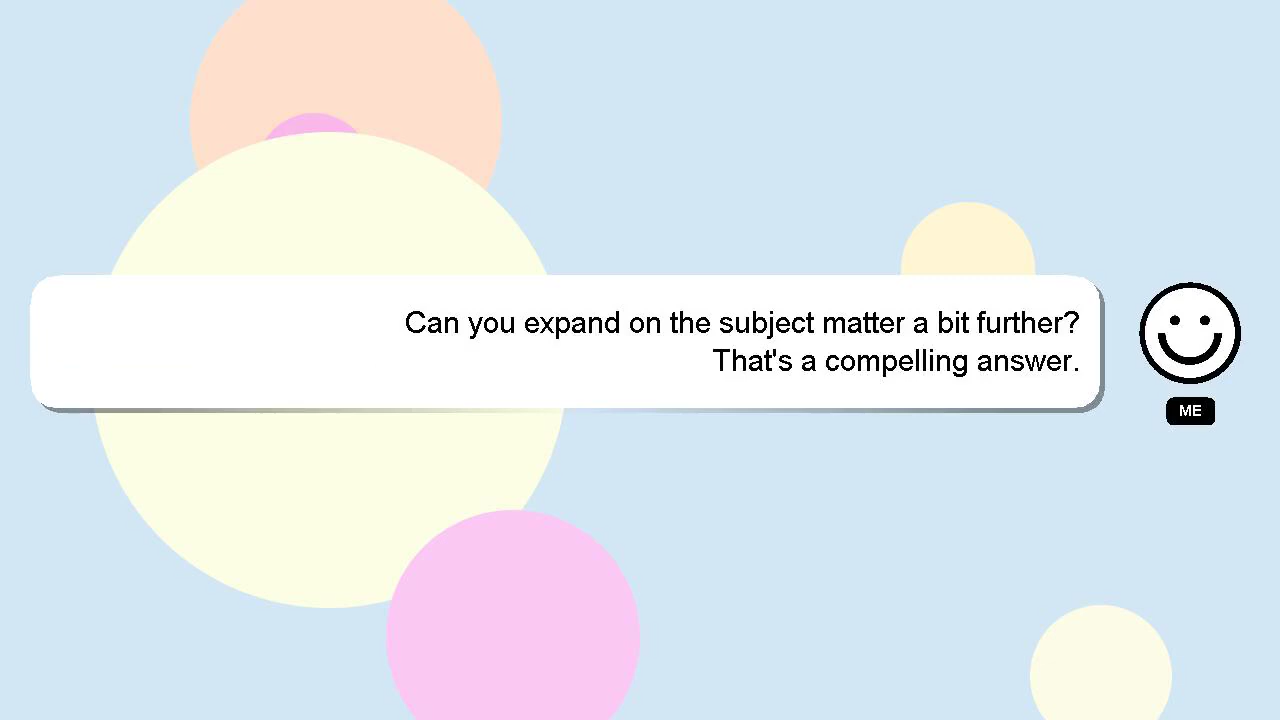 Can you expand on the subject matter a bit further?
That's a compelling answer.
ME